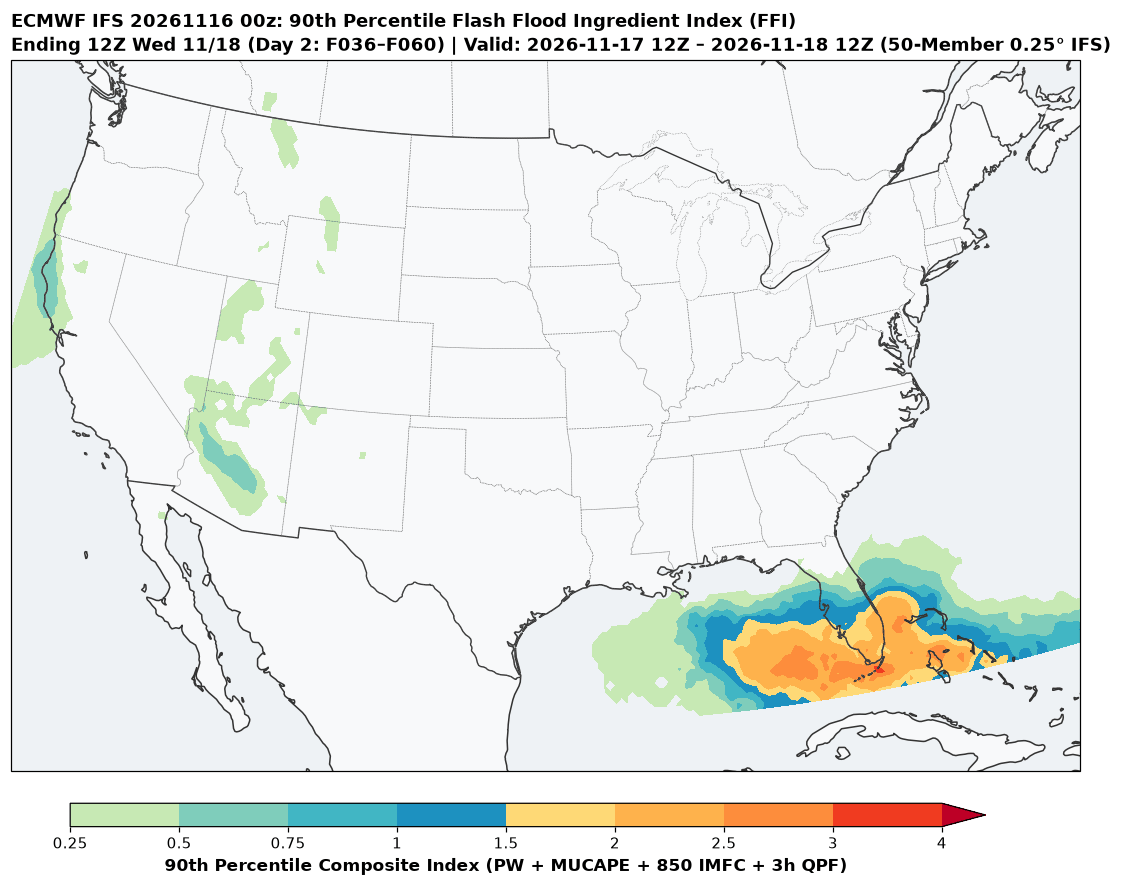 ECMWF IFS 20261116 00z: 90th Percentile Flash Flood Ingredient Index (FFI)
Ending 12Z Wed 11/18 (Day 2: F036–F060) | Valid: 2026-11-17 12Z – 2026-11-18 12Z (50-Member 0.25° IFS)
0.25 0.5 0.75 1 1.5 2 2.5 3 4
90th Percentile Composite Index (PW + MUCAPE + 850 IMFC + 3h QPF)